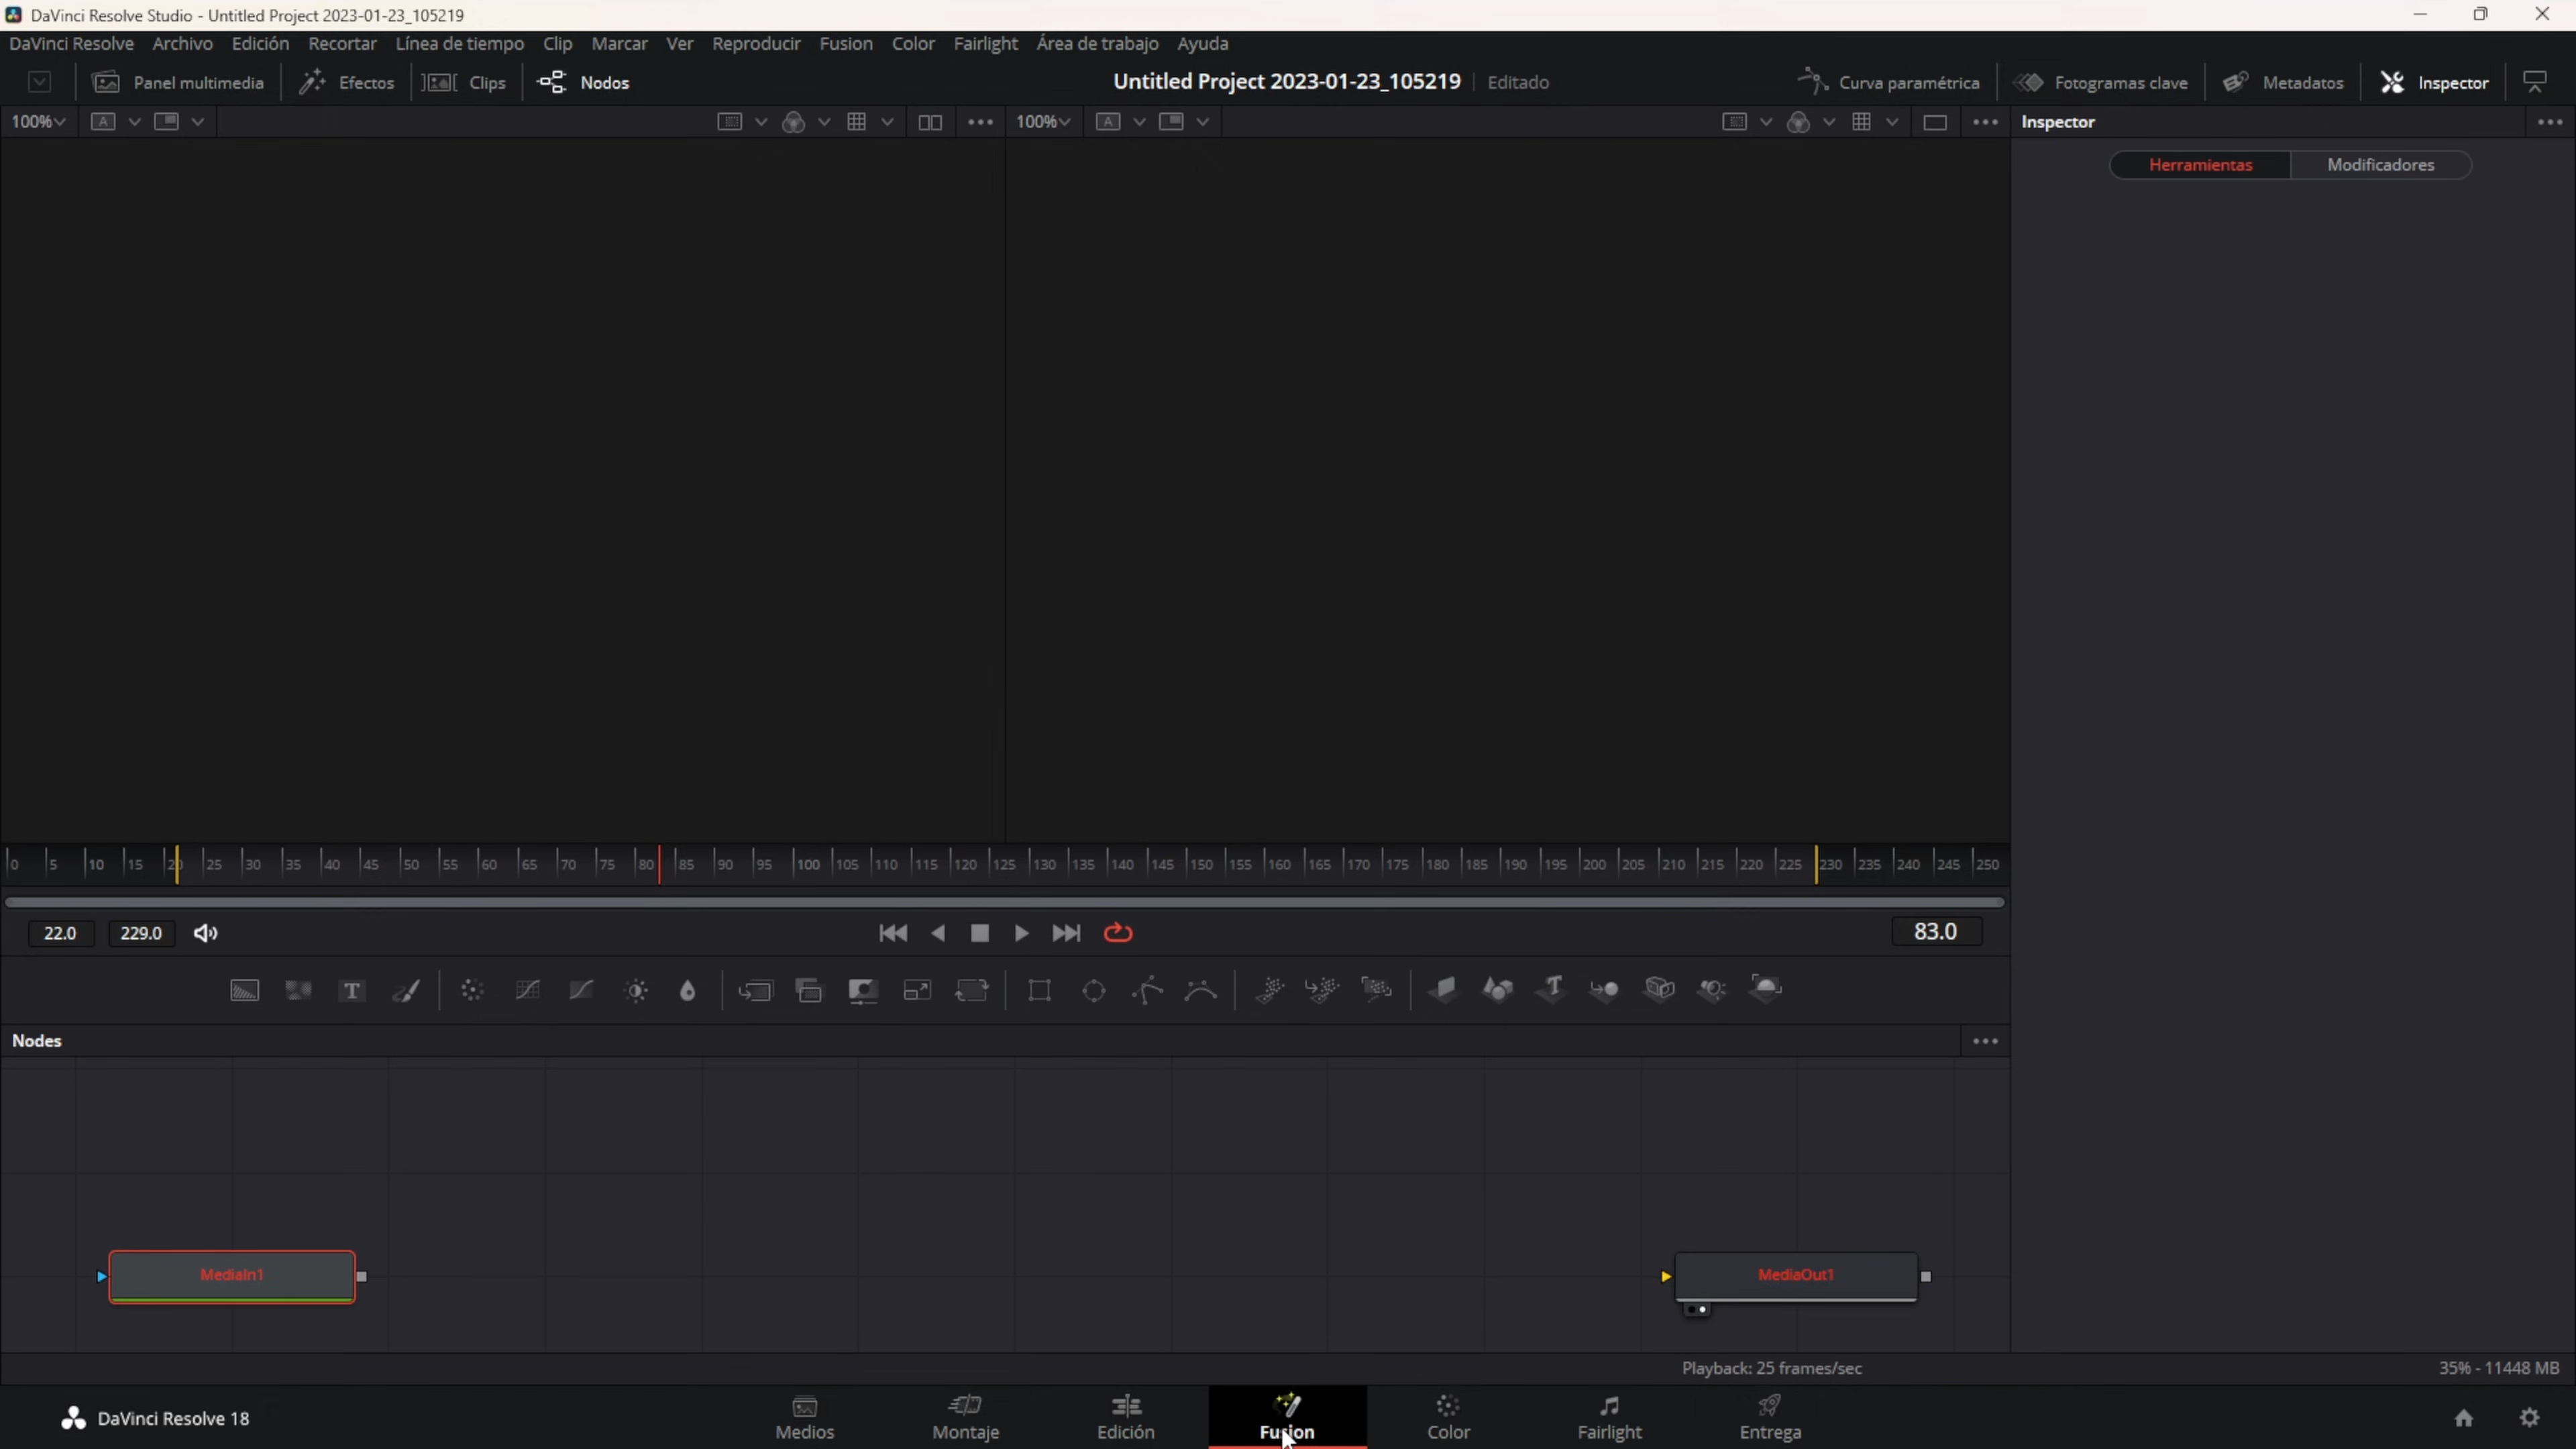 DaVinci Resolve Studio - Untitled Project 2023-01-23_105219
DaVinci Resolve Archivo Edición Recortar Línea de tiempo Clip Marcar Ver Reproducir Fusion Color Fairlight Área de trabajo Ayuda
Panel multimedia Efectos Clips Nodos Untitled Project 2023-01-23_105219 Editado Curva paramétrica Fotogramas clave Metadatos Inspector
100% A 100% A Inspector
Herramientas Modificadores
0 5 10 15 20 25 30 35 40 45 50 55 60 65 70 75 80 85 90 95 100 105 110 115 120 125 130 135 140 145 150 155 160 165 170 175 180 185 190 195 200 205 210 215 220 225 230 235 240 245 250
22.0 229.0 83.0
T T
Nodes
MediaIn1 MediaOut1
Playback: 25 frames/sec 35% - 11448 MB
DaVinci Resolve 18 Medios Montaje Edición Fusion Color Fairlight Entrega